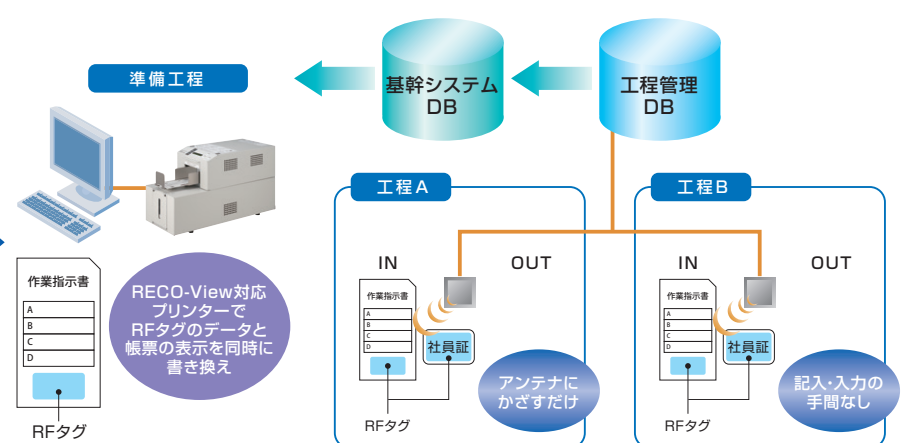 準備工程
基幹システム
DB
工程管理
DB
作業指示書
A
B
C
D
RFタグ
RECO-View対応
プリンターで
RFタグのデータと
帳票の表示を同時に
書き換え
工程A
IN
OUT
作業指示書
A
B
C
D
社員証
RFタグ
アンテナに
かざすだけ
工程B
IN
OUT
作業指示書
A
B
C
D
社員証
RFタグ
記入・入力の
手間なし